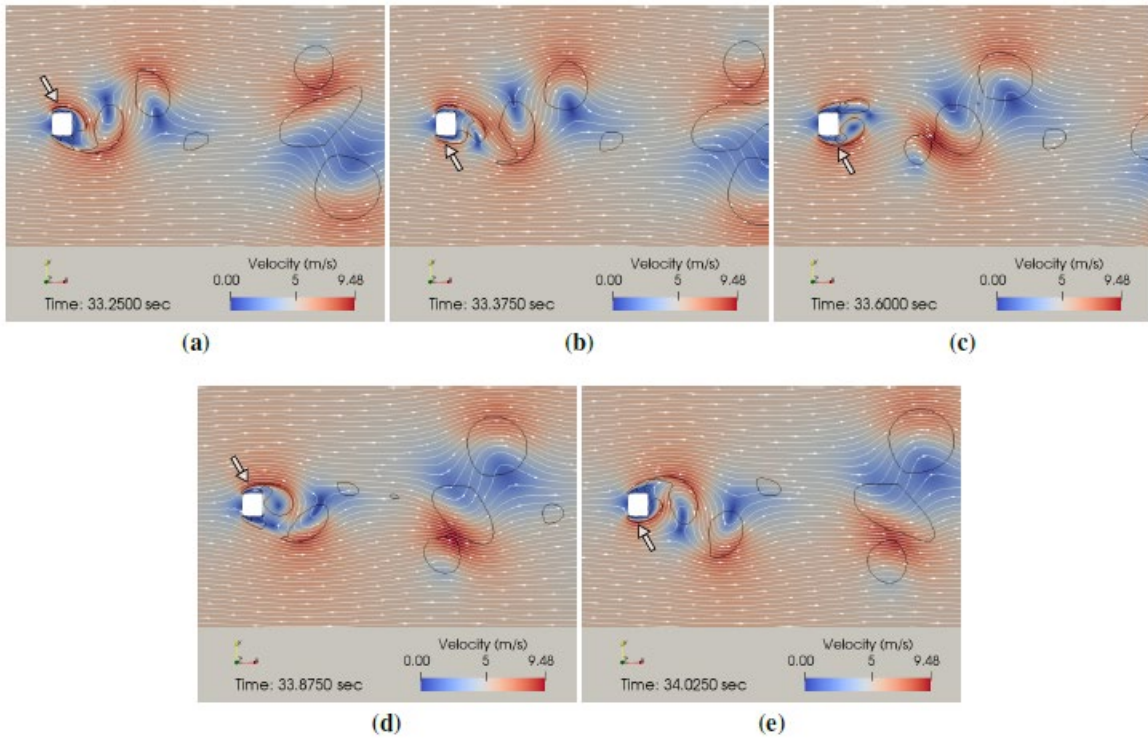 Velocity (m/s)
0.00 5 9.48
Time: 33.2500 sec
(a)
Velocity (m/s)
0.00 5 9.48
Time: 33.3750 sec
(b)
Velocity (m/s)
0.00 5 9.48
Time: 33.6000 sec
(c)
Velocity (m/s)
0.00 5 9.48
Time: 33.8750 sec
(d)
Velocity (m/s)
0.00 5 9.48
Time: 34.0250 sec
(e)